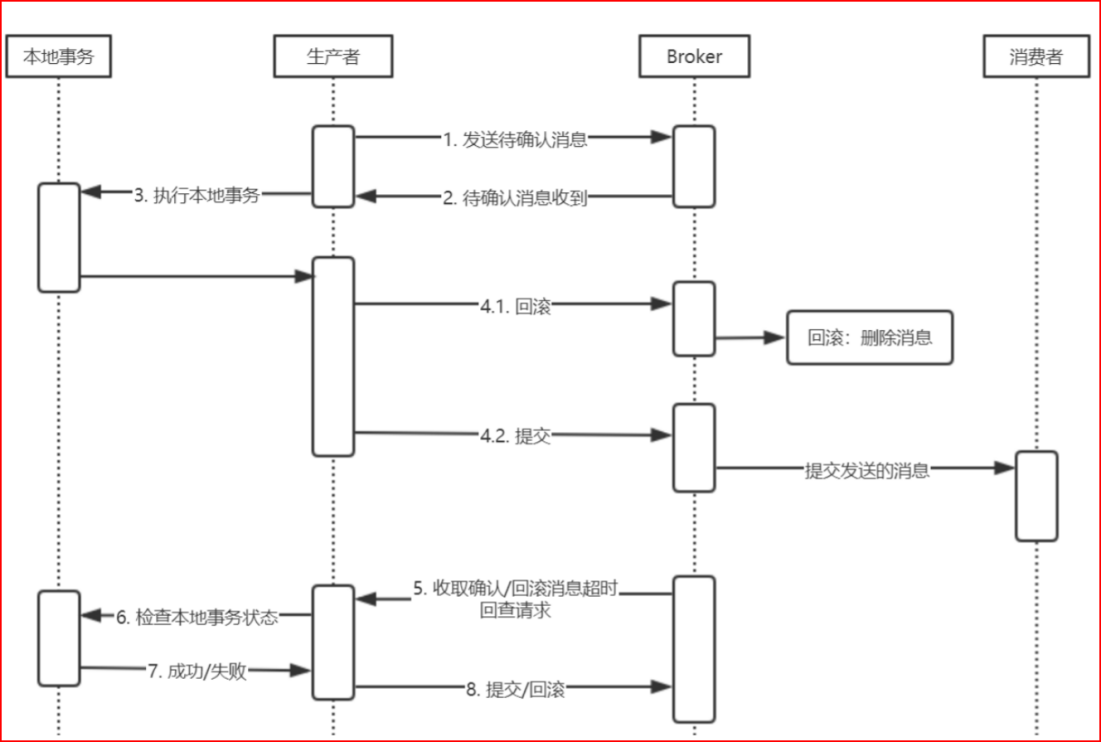 本地事务
生产者
Broker
消费者
1. 发送待确认消息
2. 待确认消息收到
3. 执行本地事务
4.1. 回滚
回滚：删除消息
4.2. 提交
提交发送的消息
5. 收取确认/回滚消息超时
回查请求
6. 检查本地事务状态
7. 成功/失败
8. 提交/回滚